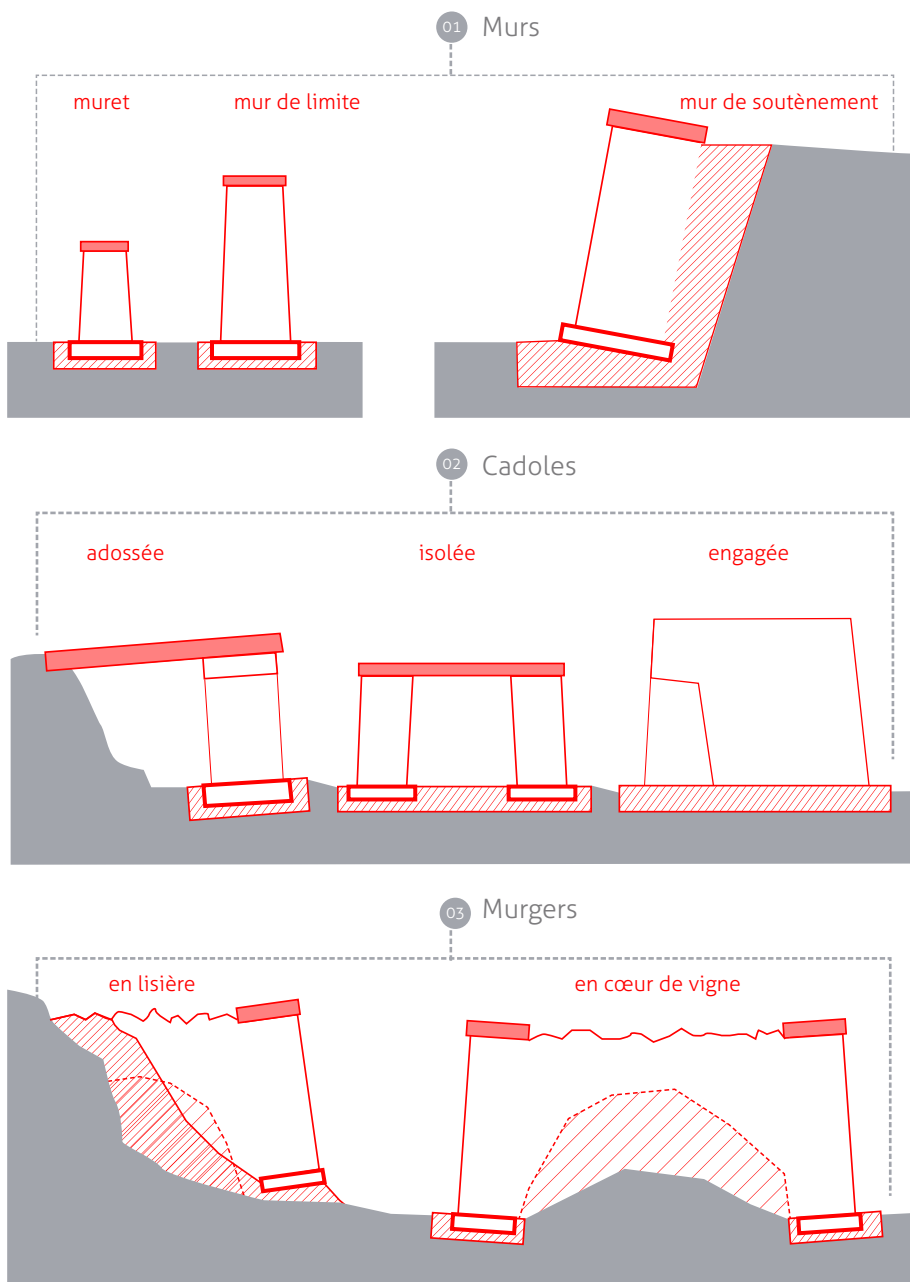 01 Murs
muret
mur de limite
mur de soutènement
02 Cadoles
adossée
isolée
engagée
03 Murgers
en lisière
en cœur de vigne